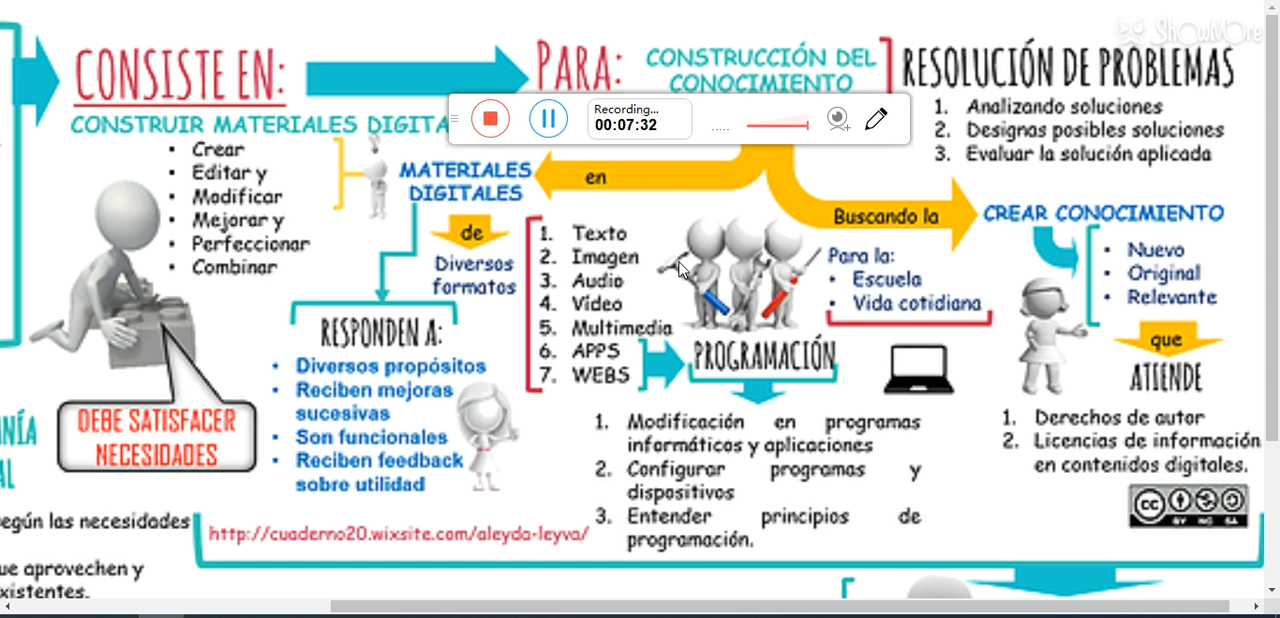 ShowMore
CONSISTE EN:
CONSTRUIR MATERIALES DIGITA
• Crear
• Editar y
• Modificar
• Mejorar y
• Perfeccionar
• Combinar
DEBE SATISFACER
NECESIDADES
PARA:
CONSTRUCCIÓN DEL
CONOCIMIENTO
Recording...
00:07:32
RESOLUCIÓN DE PROBLEMAS
1. Analizando soluciones
2. Designas posibles soluciones
3. Evaluar la solución aplicada
MATERIALES
DIGITALES
en
Buscando la
CREAR CONOCIMIENTO
de
Diversos
formatos
1. Texto
2. Imagen
3. Audio
4. Vídeo
5. Multimedia
6. APPS
7. WEBS
Para la:
• Escuela
• Vida cotidiana
• Nuevo
• Original
• Relevante
que
ATIENDE
1. Derechos de autor
2. Licencias de información
en contenidos digitales.
cc
BY NC SA
RESPONDEN A:
• Diversos propósitos
• Reciben mejoras
sucesivas
• Son funcionales
• Reciben feedback
sobre utilidad
PROGRAMACIÓN
1. Modificación en programas
informáticos y aplicaciones
2. Configurar programas y
dispositivos
3. Entender principios de
programación.
NÍA
AL
egún las necesidades
ue aprovechen y
xistentes.
http://cuaderno20.wixsite.com/aleyda-leyva/